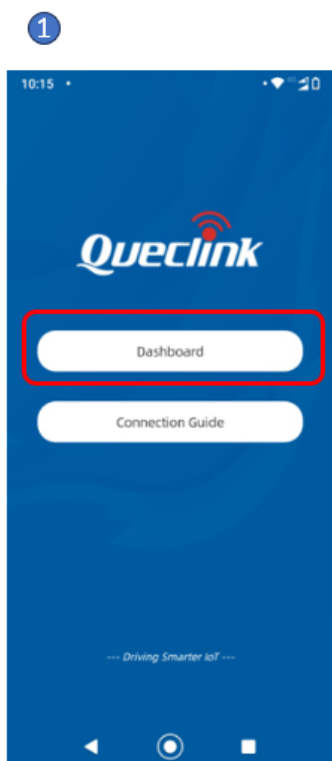 1
10:15
Queclink
Dashboard
Connection Guide
--- Driving Smarter IoT ---